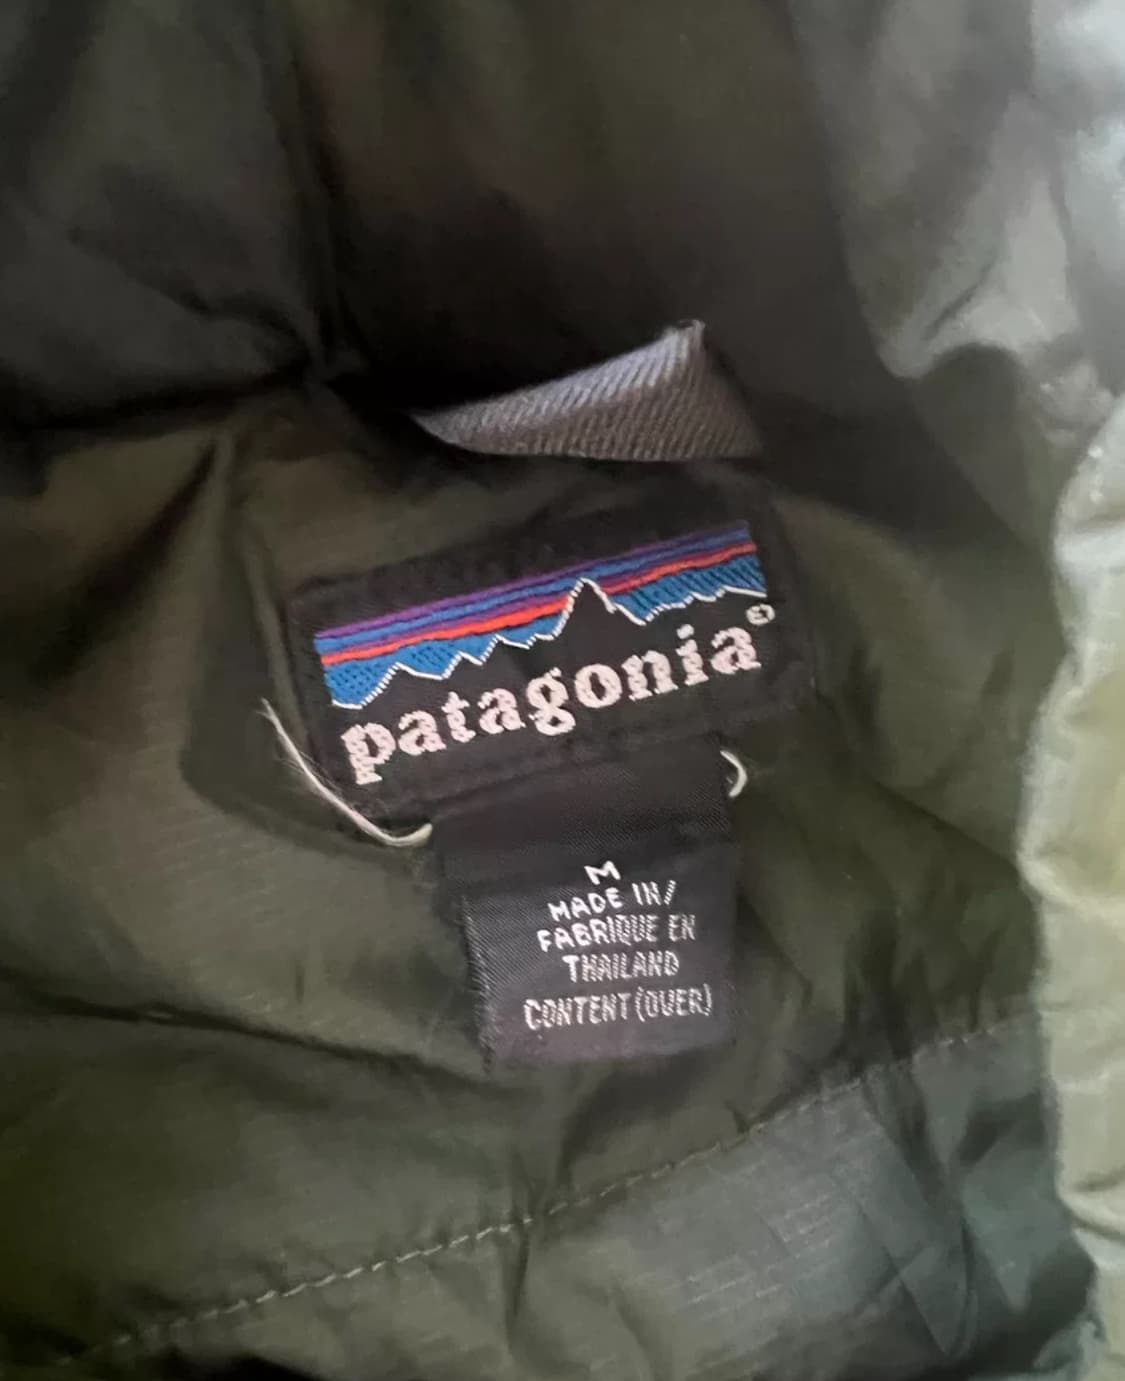 patagonia®
M
MADE IN/
FABRIQUE EN
THAILAND
CONTENT (OVER)